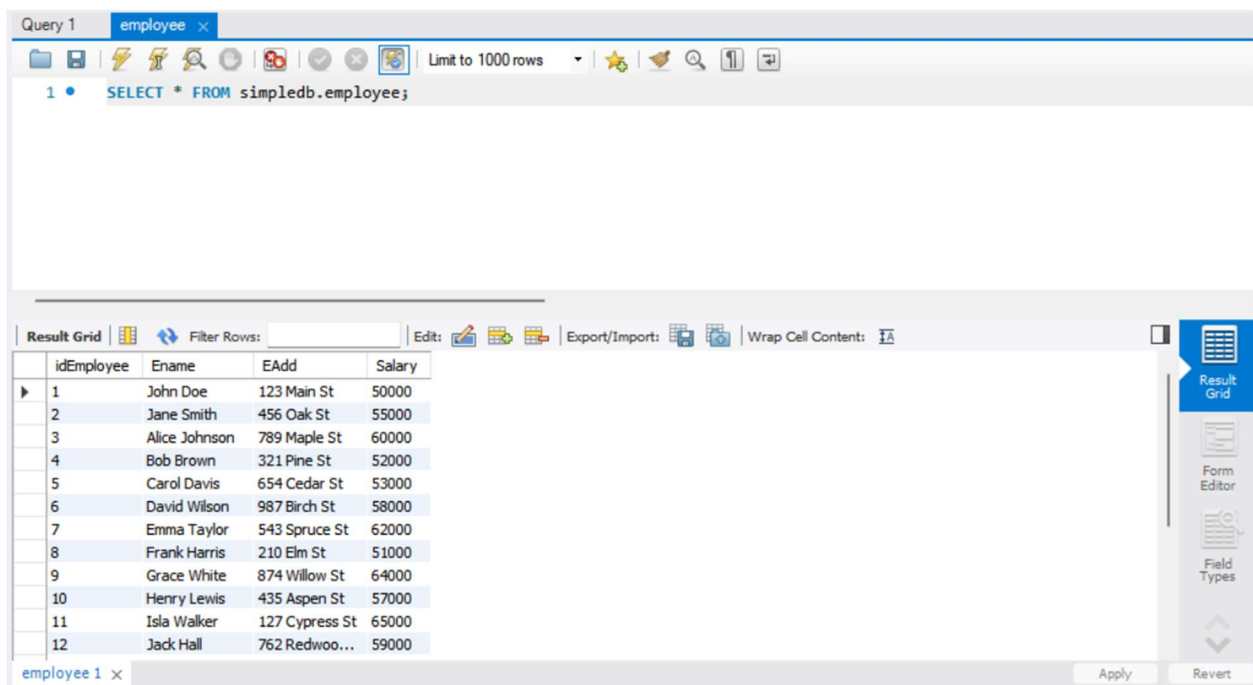 Query 1 employee ×
Limit to 1000 rows
1 SELECT * FROM simpledb.employee;
Result Grid Filter Rows: Edit: Export/Import: Wrap Cell Content:
idEmployee Ename EAdd Salary
1 John Doe 123 Main St 50000
2 Jane Smith 456 Oak St 55000
3 Alice Johnson 789 Maple St 60000
4 Bob Brown 321 Pine St 52000
5 Carol Davis 654 Cedar St 53000
6 David Wilson 987 Birch St 58000
7 Emma Taylor 543 Spruce St 62000
8 Frank Harris 210 Elm St 51000
9 Grace White 874 Willow St 64000
10 Henry Lewis 435 Aspen St 57000
11 Isla Walker 127 Cypress St 65000
12 Jack Hall 762 Redwoo... 59000
Result
Grid
Form
Editor
Field
Types
employee 1 × Apply Revert